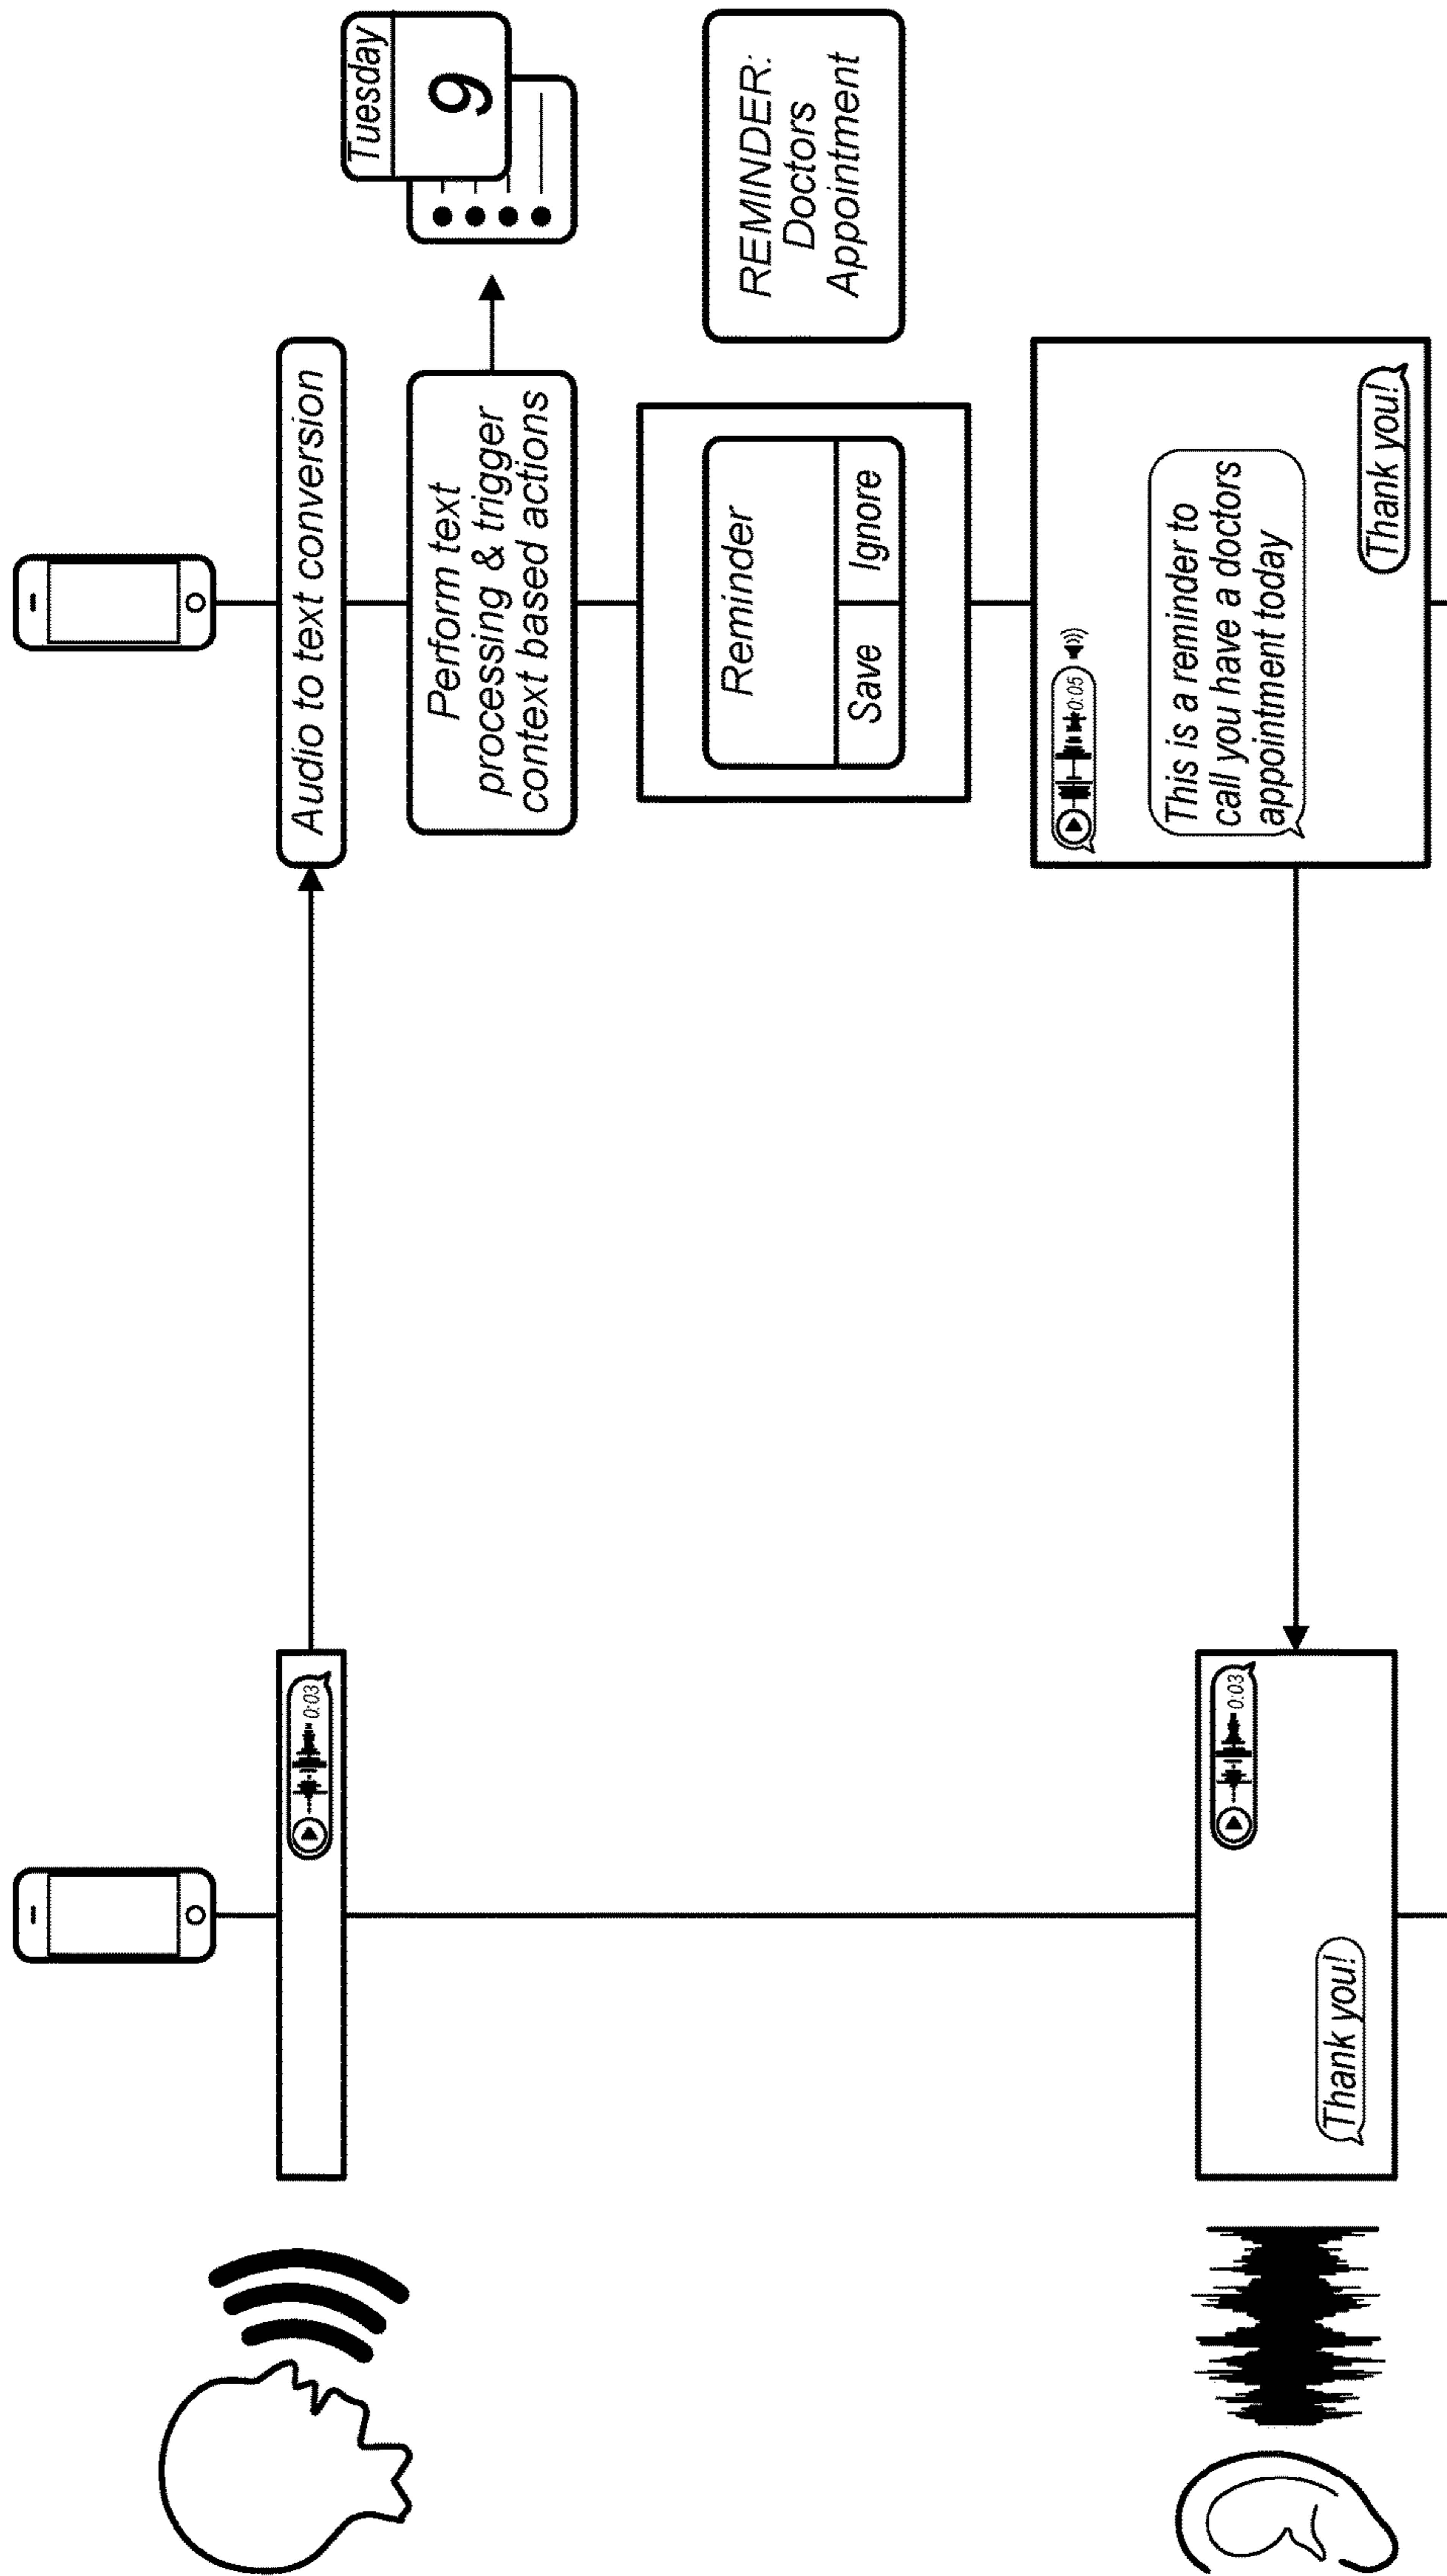 0:03
Audio to text conversion
Perform text
processing & trigger
context based actions
Tuesday
9
Reminder
Save
Ignore
REMINDER:
Doctors
Appointment
0:05
This is a reminder to
call you have a doctors
appointment today
Thank you!
0:03
Thank you!